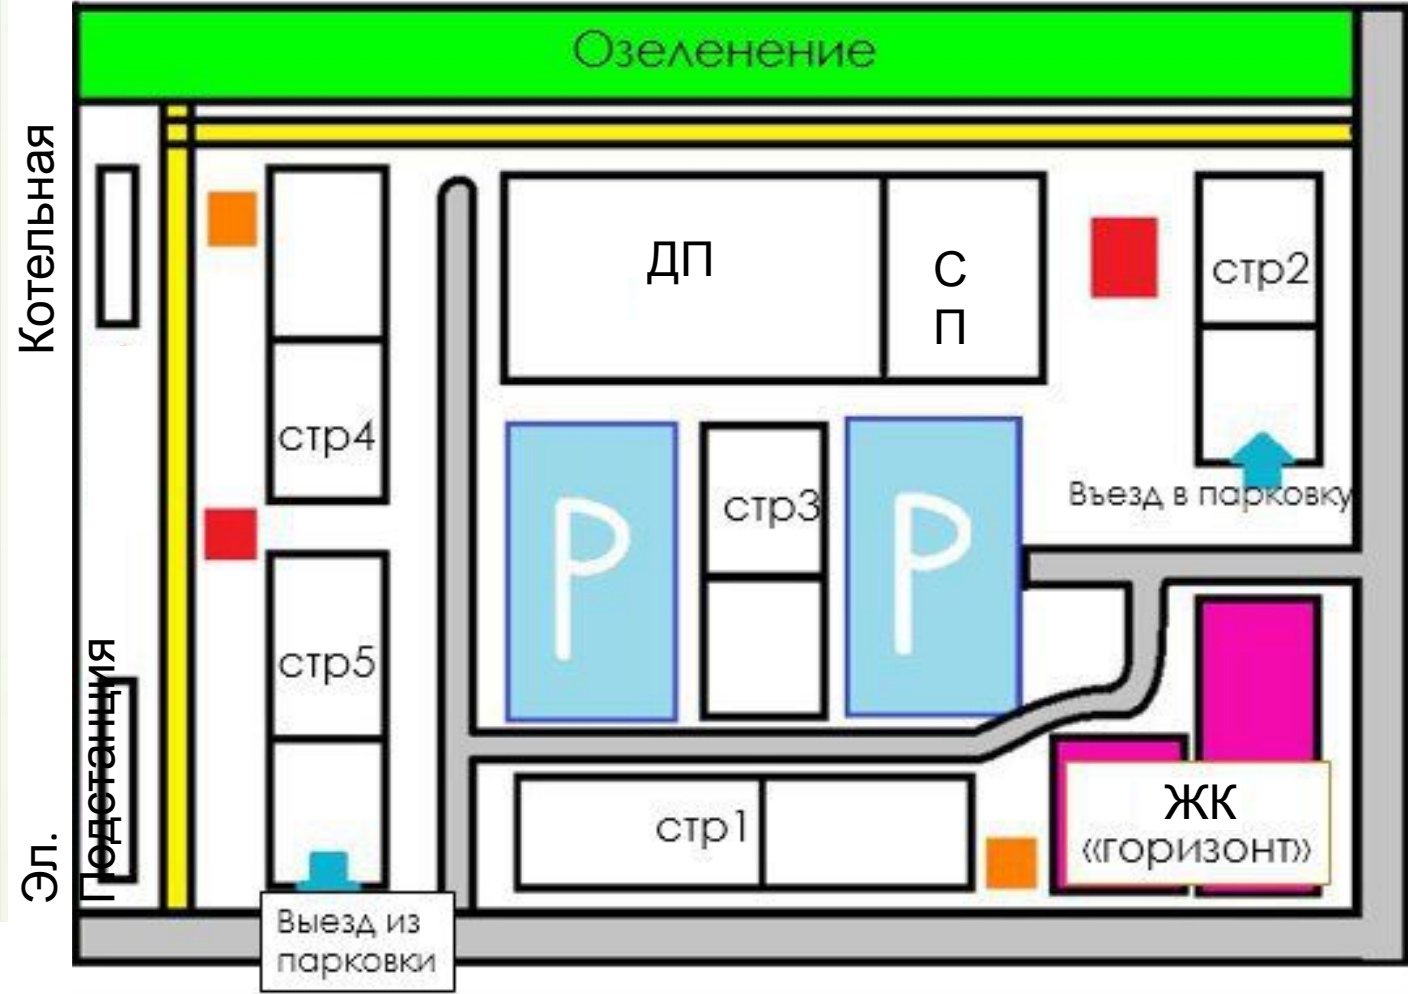 Озеленение
Котельная
ДП
С
П
стр2
стр4
стр3
Въезд в парковку
Р
Р
стр5
Эл.
Подстанция
стр1
ЖК
«горизонт»
Выезд из
парковки